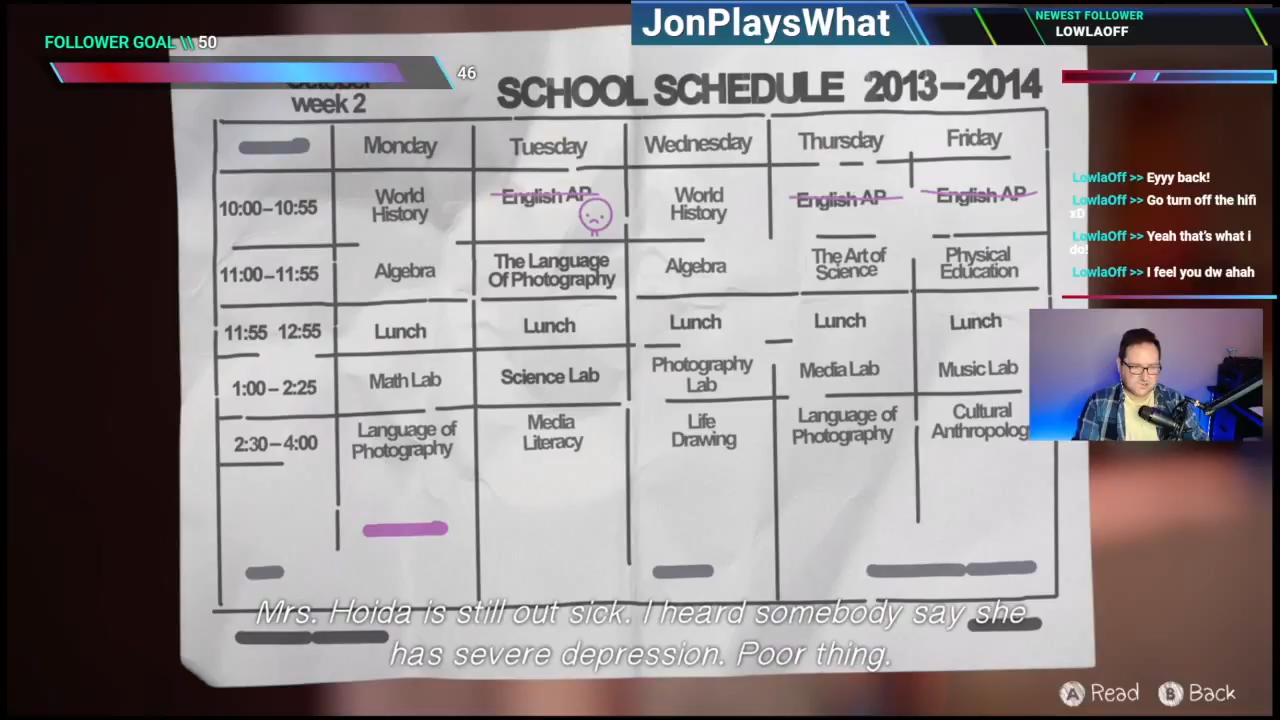 JonPlaysWhat
NEWEST FOLLOWER
LOWLAOFF
FOLLOWER GOAL \\ 50
46
October
week 2
SCHOOL SCHEDULE 2013-2014
Monday Tuesday Wednesday Thursday Friday
10:00-10:55 World History English AP World History English AP English AP
11:00-11:55 Algebra The Language Of Photography Algebra The Art of Science Physical Education
11:55 12:55 Lunch Lunch Lunch Lunch Lunch
1:00-2:25 Math Lab Science Lab Photography Lab Media Lab Music Lab
2:30-4:00 Language of Photography Media Literacy Life Drawing Language of Photography Cultural
LowlaOff >> Eyyy back!
LowlaOff >> Go turn off the hifi
xD
LowlaOff >> Yeah that's what i
do!
LowlaOff >> I feel you dw ahah
Mrs. Hoida is still out sick. I heard somebody say she
has severe depression. Poor thing.
A Read B Back